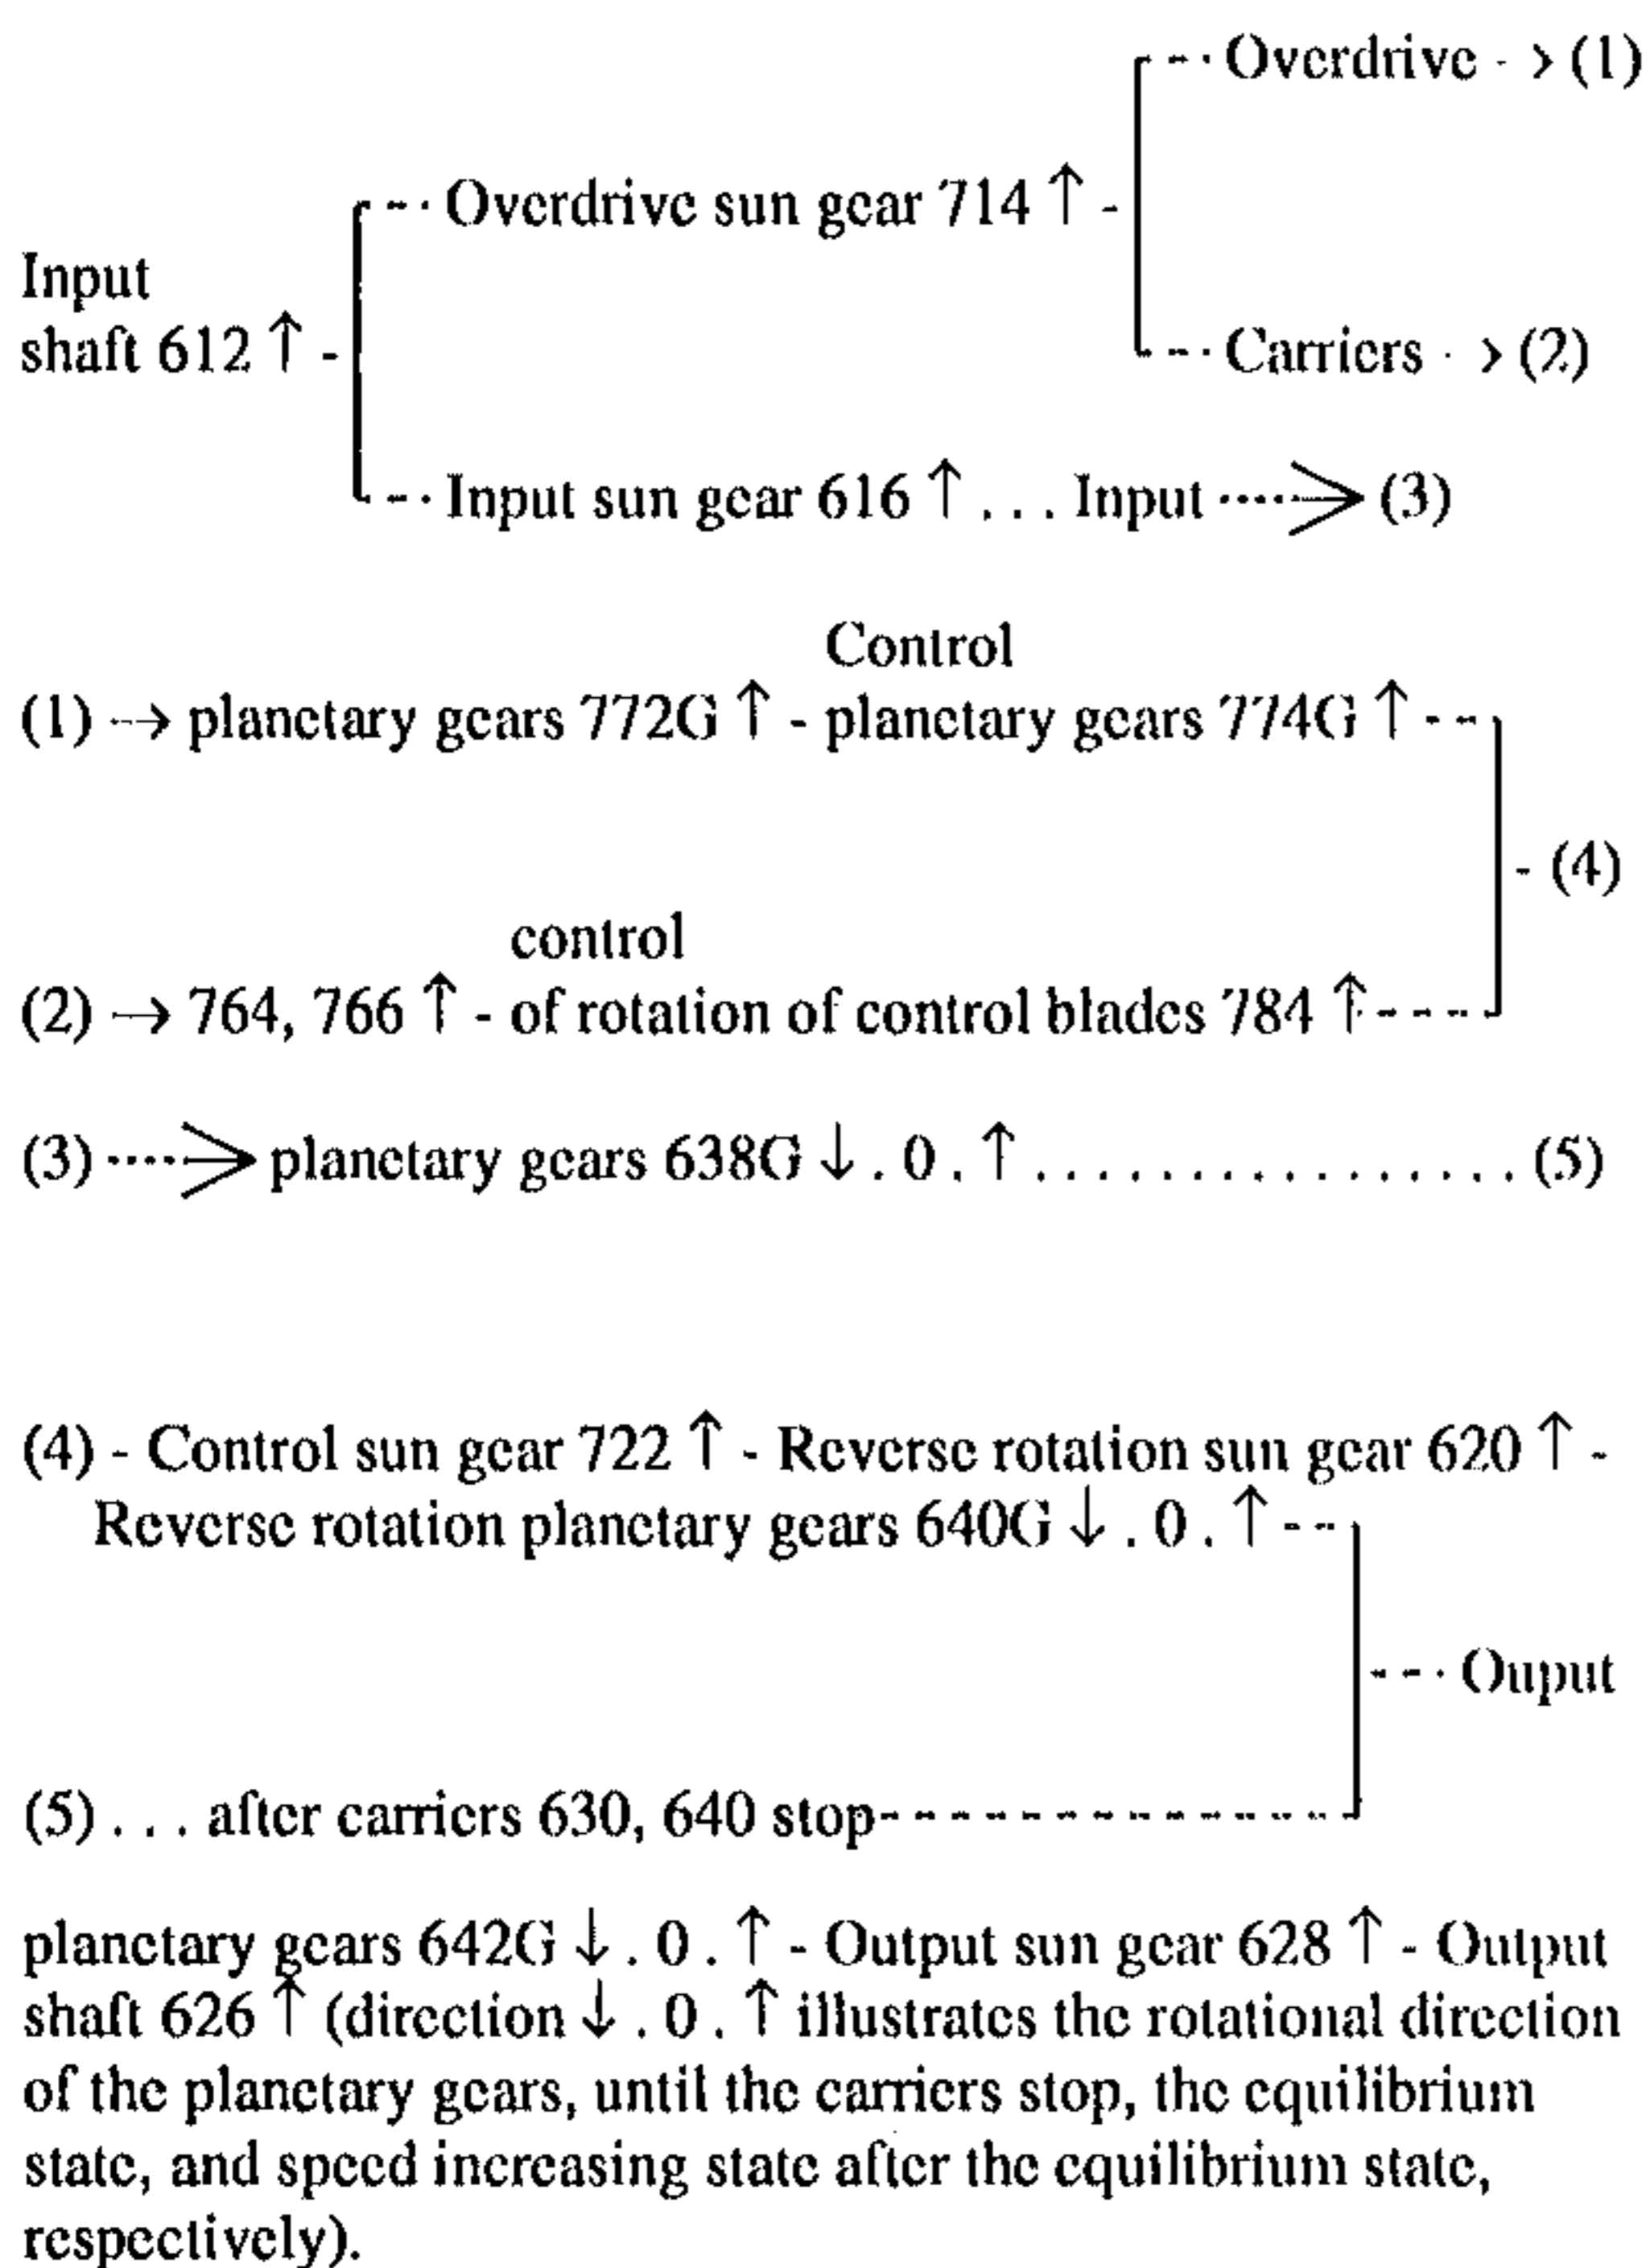 Overdrive - > (1)
Overdrive sun gear 714 ↑ -
Input
shaft 612 ↑ -
Carriers · > (2)
Input sun gear 616 ↑ . . . Input ····> (3)
Control
(1) --→ planetary gears 772G ↑ - planetary gears 774G ↑ - - -
- (4)
control
(2) → 764, 766 ↑ - of rotation of control blades 784 ↑ - - - -
(3) ····> planetary gears 638G ↓ . 0 . ↑ . . . . . . . . . . . . . . . . (5)
(4) - Control sun gear 722 ↑ - Reverse rotation sun gear 620 ↑ -
Reverse rotation planetary gears 640G ↓ . 0 . ↑ - - -
- - · Ouput
(5) . . . after carriers 630, 640 stop- - - - - - - - - - - - - - -
planetary gears 642G ↓ . 0 . ↑ - Output sun gear 628 ↑ - Output
shaft 626 ↑ (direction ↓ . 0 . ↑ illustrates the rotational direction
of the planetary gears, until the carriers stop, the equilibrium
state, and speed increasing state after the equilibrium state,
respectively).